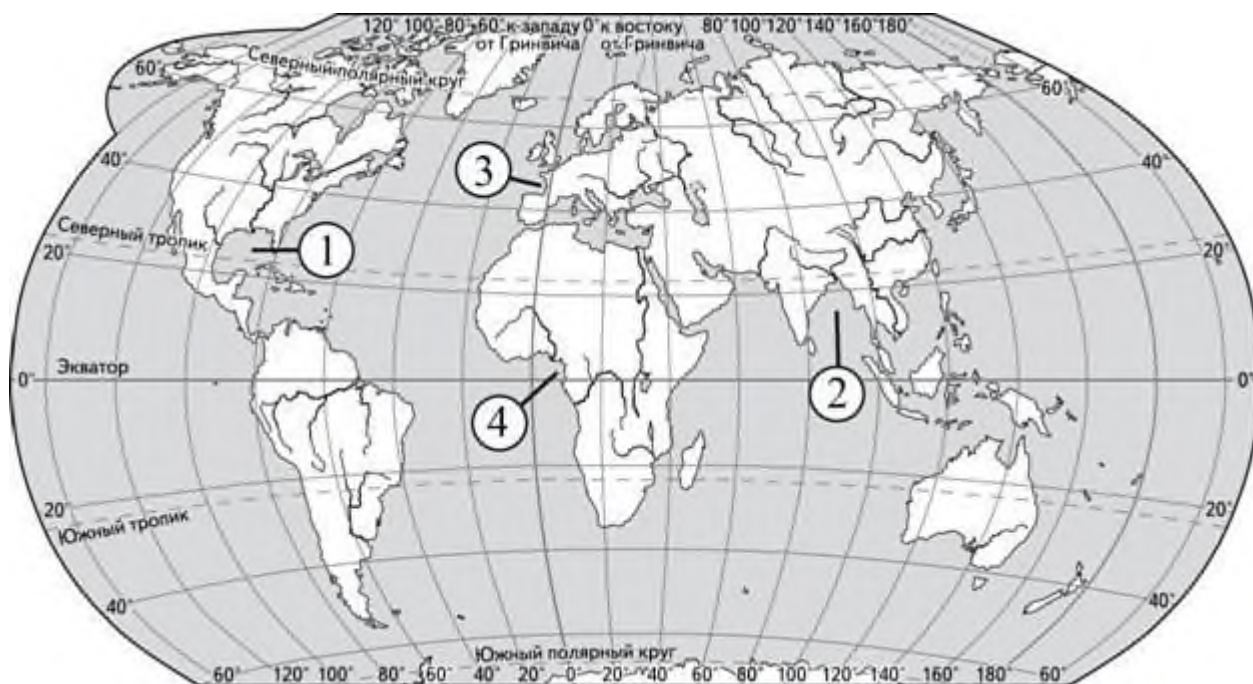 120° 100° 80° 60° к западу 0° к востоку 80° 100° 120° 140° 160° 180°
от Гринвича от Гринвича
Северный полярный круг
60°
60°
40°
40°
3
Северный тропик
1
20°
20°
Экватор
0°
0°
2
4
20°
20°
Южный тропик
40°
40°
Южный полярный круг
60° 120° 100° 80° 60° 40° 20° 0° 20° 40° 60° 80° 100° 120° 140° 160° 180° 60°